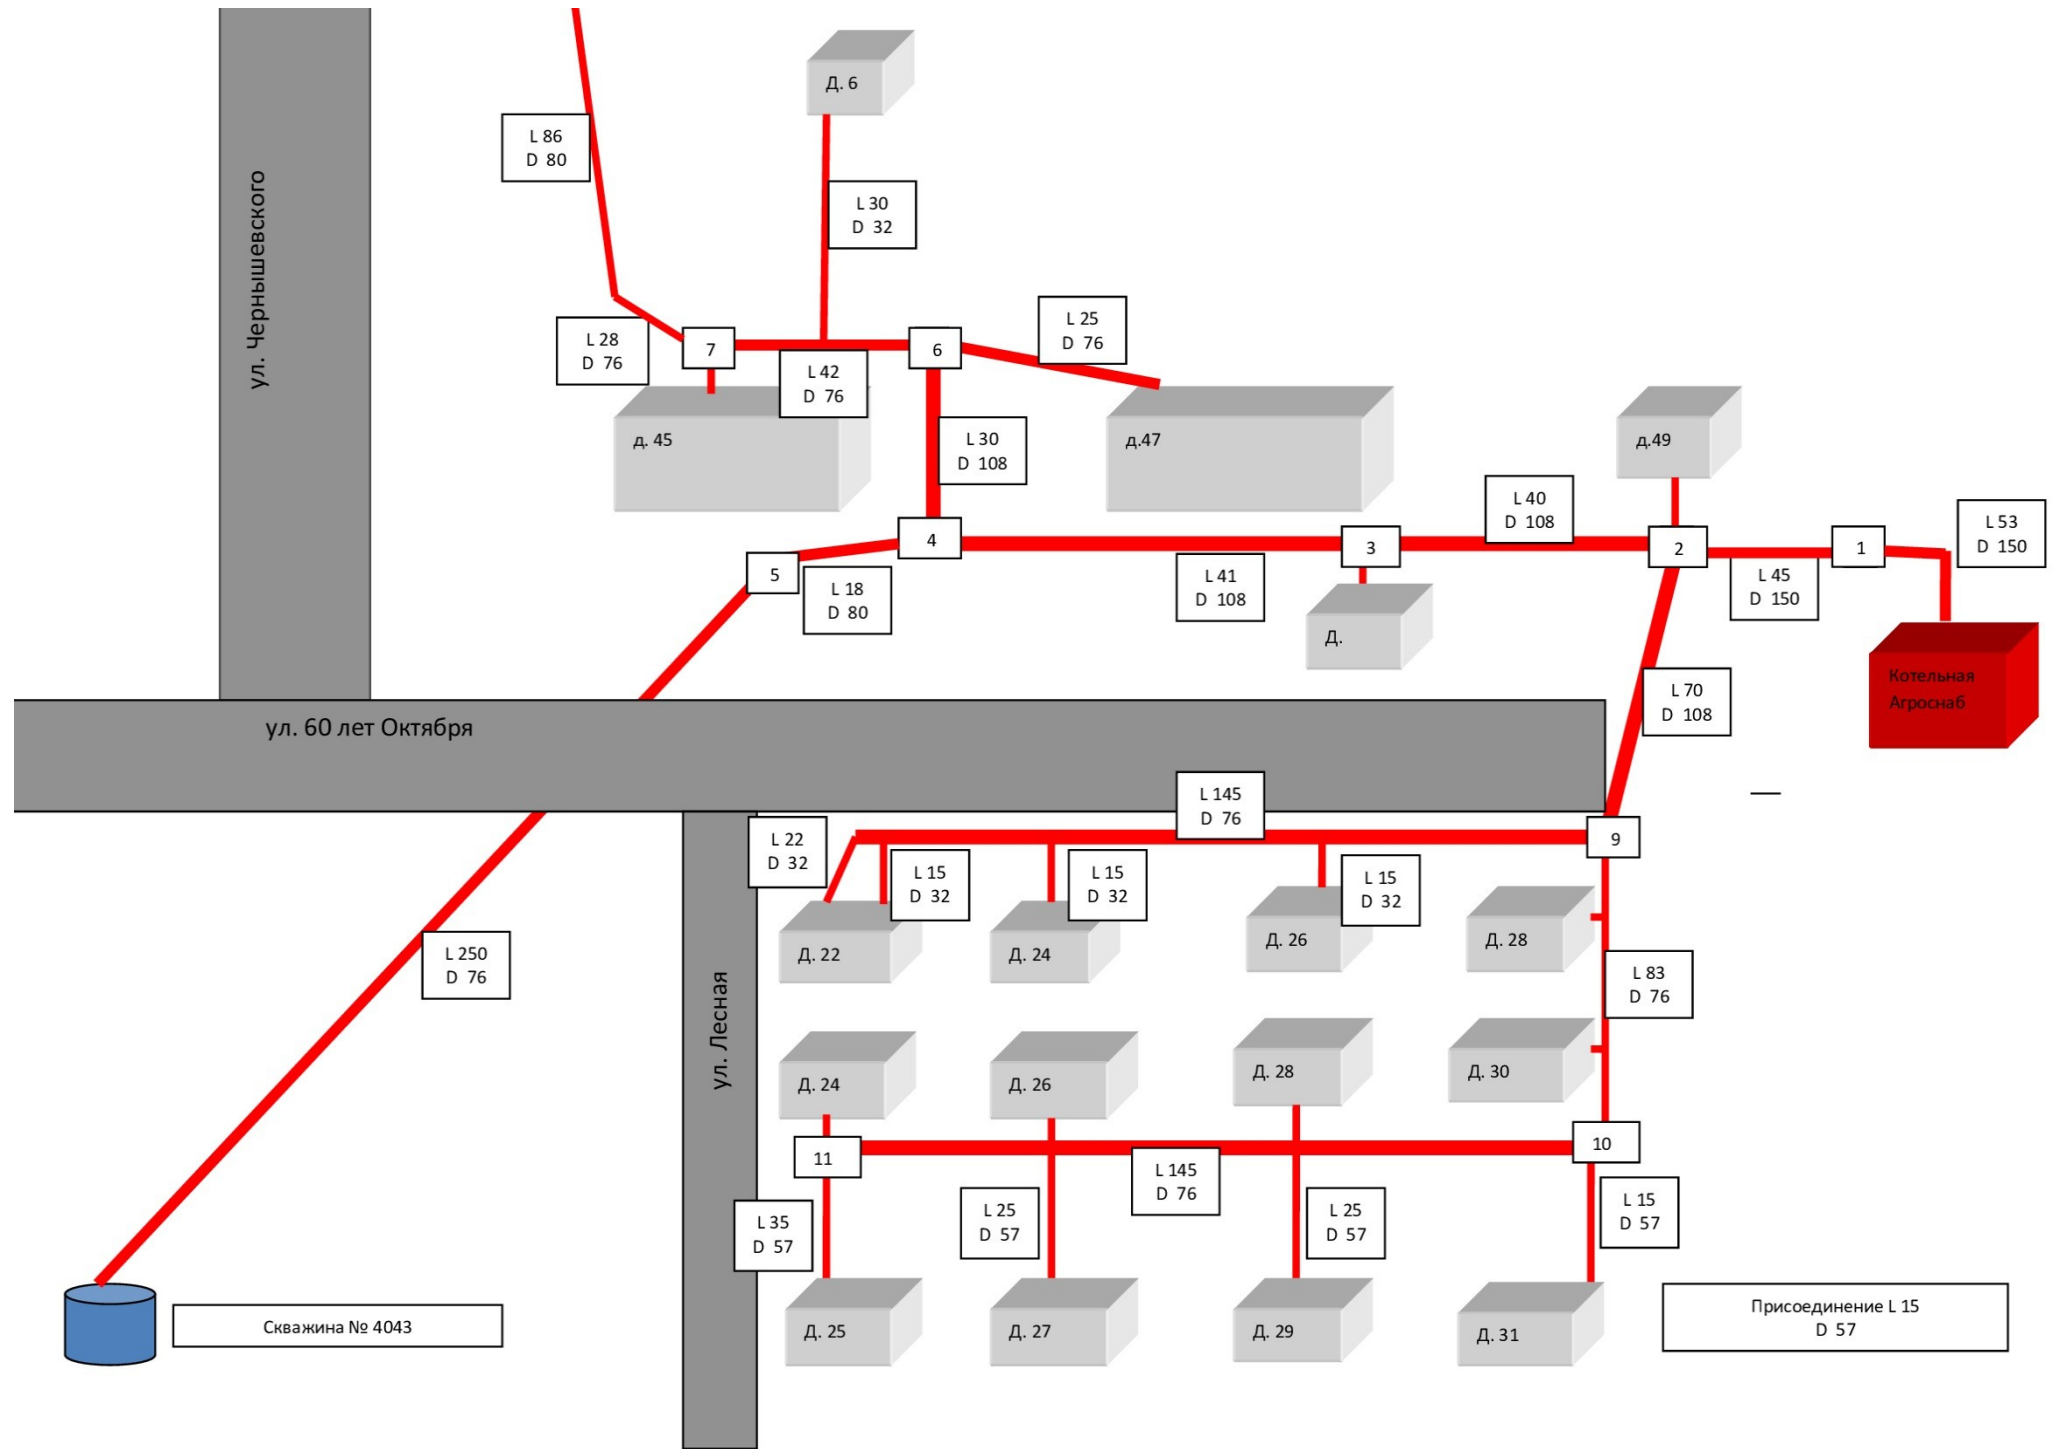 Д. 6
L 86
D 80
ул. Чернышевского
L 30
D 32
L 25
D 76
L 28
D 76
7
6
L 42
D 76
д. 45
L 30
D 108
д.47
д.49
L 40
D 108
L 53
D 150
4
3
2
1
5
L 18
D 80
L 41
D 108
L 45
D 150
Д.
Котельная
Агроснаб
L 70
D 108
ул. 60 лет Октября
L 145
D 76
L 22
D 32
9
L 15
D 32
L 15
D 32
L 15
D 32
Д. 22
Д. 24
Д. 26
Д. 28
L 250
D 76
L 83
D 76
ул. Лесная
Д. 24
Д. 26
Д. 28
Д. 30
11
10
L 145
D 76
L 35
D 57
L 25
D 57
L 25
D 57
L 15
D 57
Скважина № 4043
Д. 25
Д. 27
Д. 29
Д. 31
Присоединение L 15
D 57